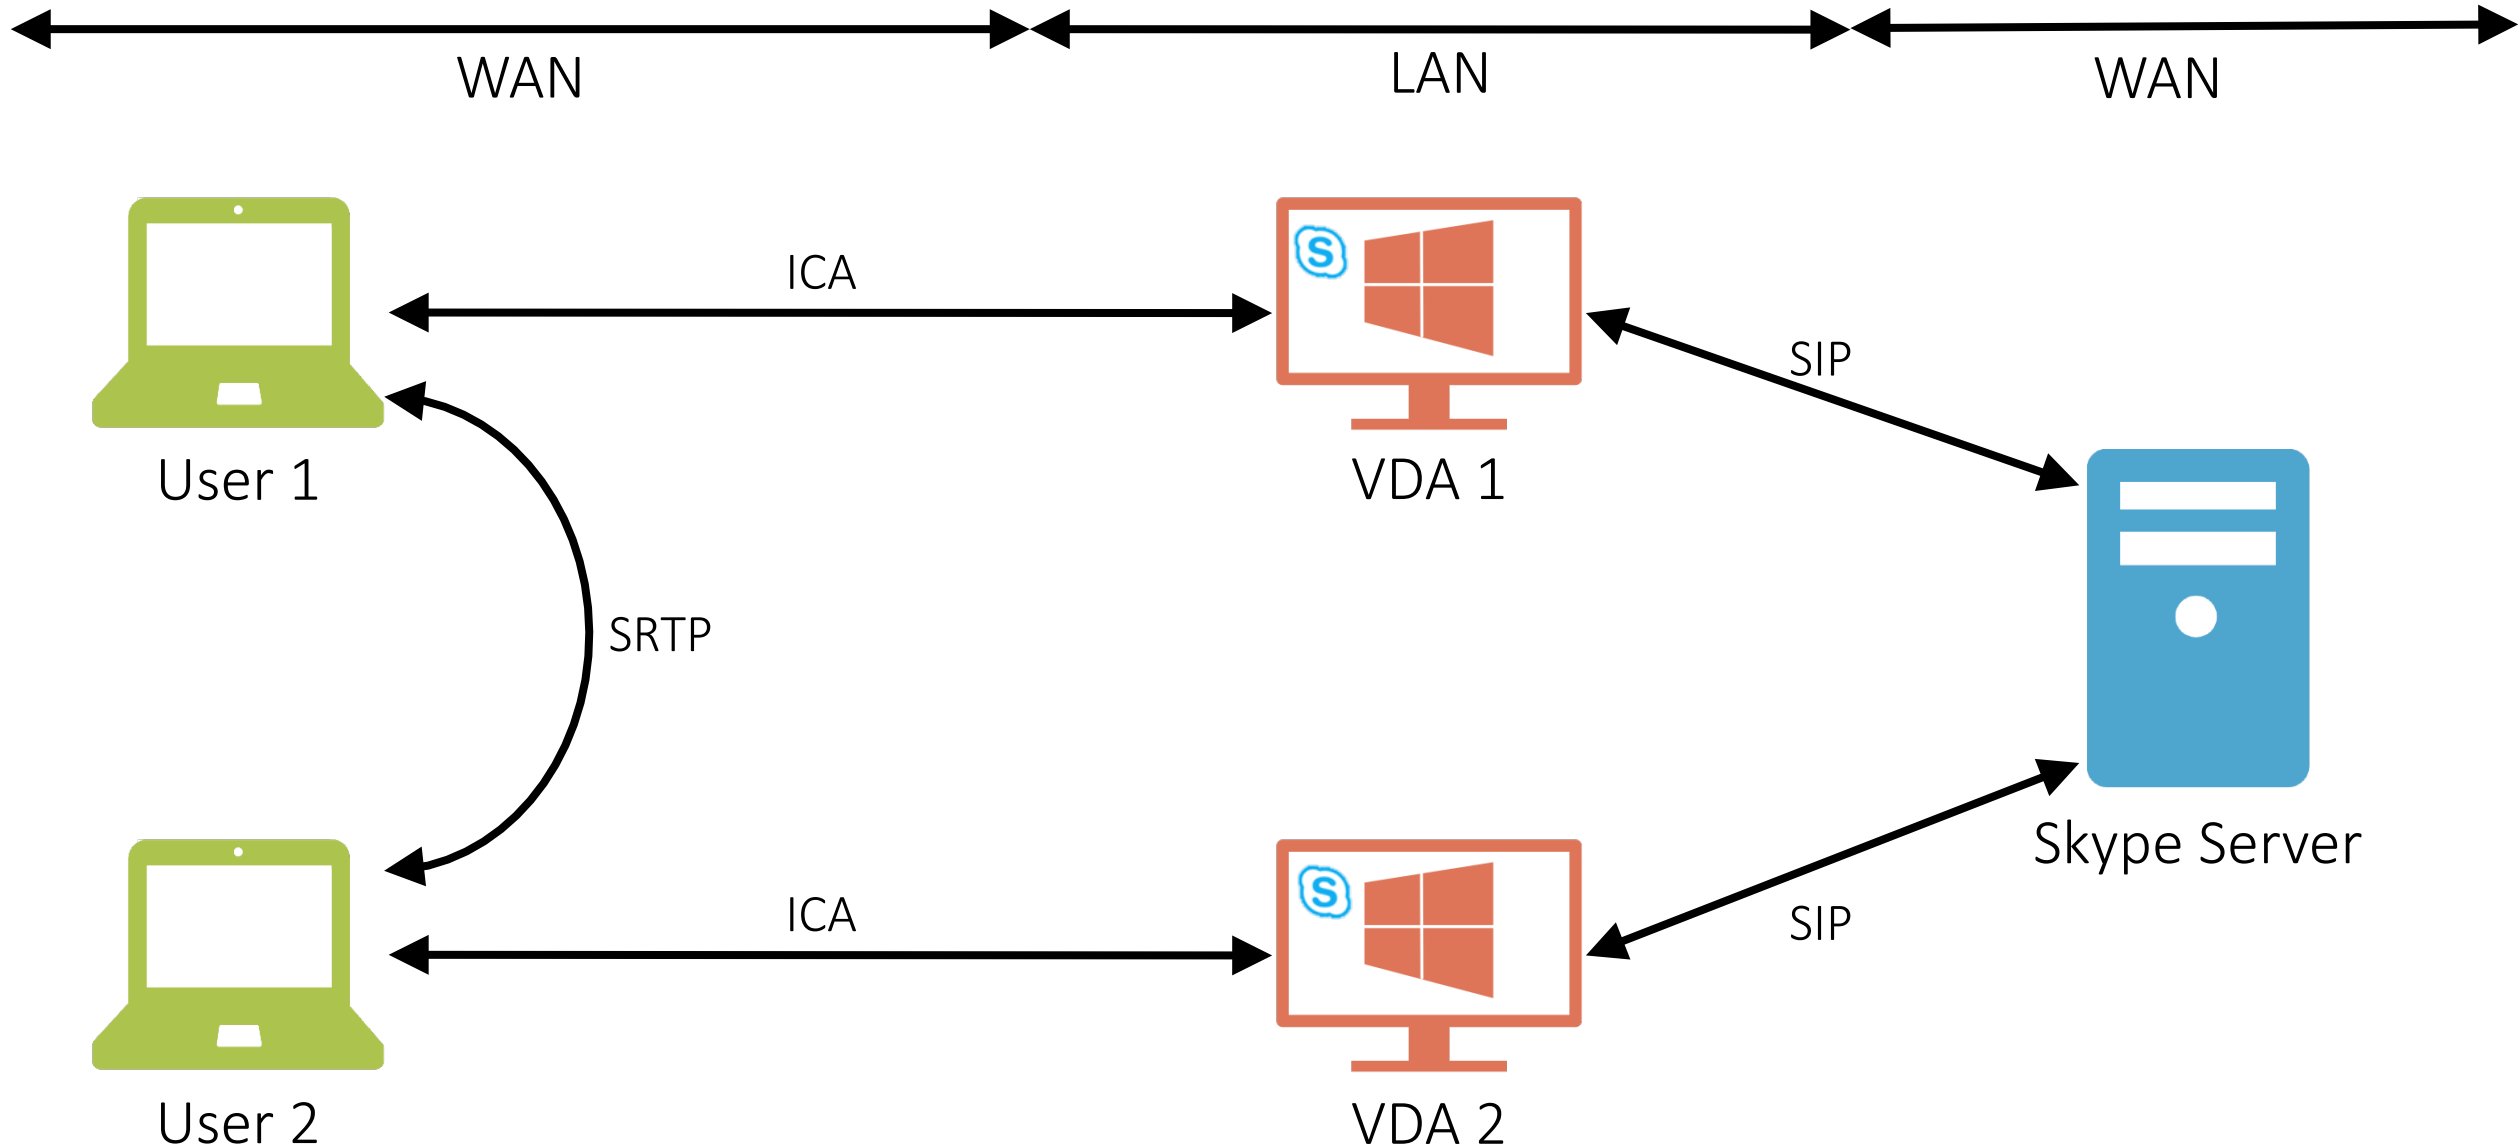 WAN
LAN
WAN
ICA
SIP
User 1
VDA 1
SRTP
Skype Server
ICA
SIP
User 2
VDA 2
S
S